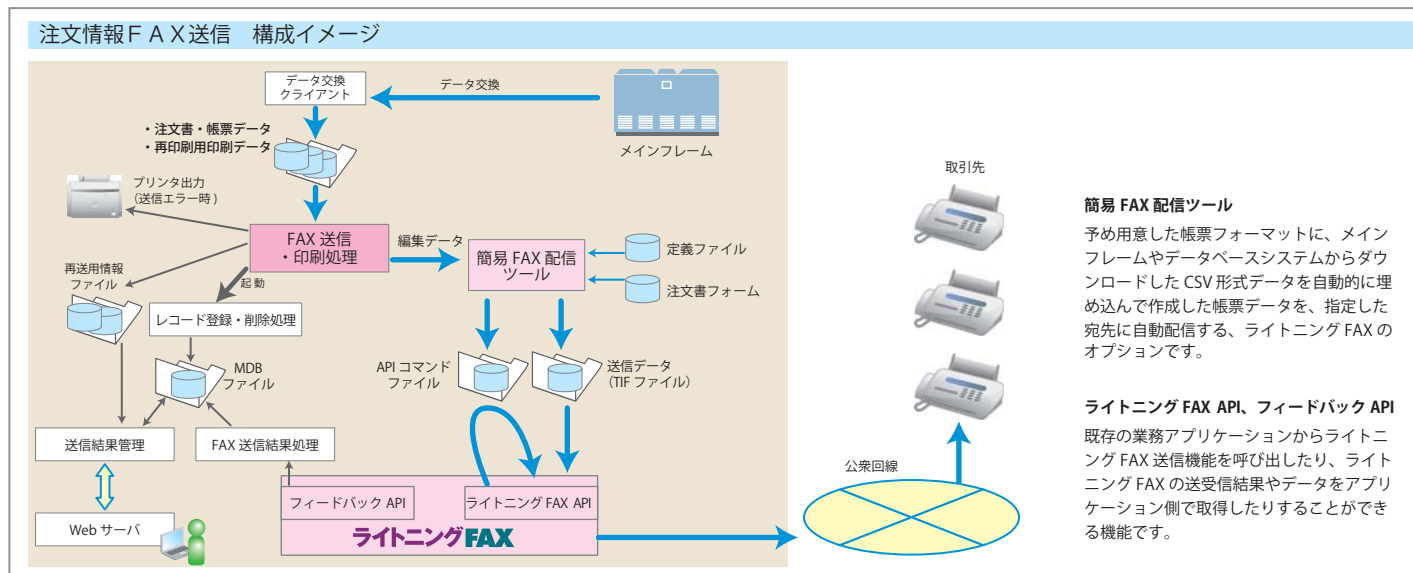 注文情報ＦＡＸ送信　構成イメージ
データ交換
クライアント
データ交換
メインフレーム
・注文書・帳票データ
・再印刷用印刷データ
プリンタ出力
（送信エラー時 )
FAX 送信
・印刷処理
編集データ
簡易 FAX 配信
ツール
定義ファイル
注文書フォーム
再送用情報
ファイル
起 動
レコード登録・削除処理
MDB
ファイル
API コマンド
ファイル
送信データ
（TIF ファイル）
送信結果管理
FAX 送信結果処理
フィードバック API
ライトニング FAX API
ライトニングFAX
Web サーバ
取引先
公衆回線
簡易 FAX 配信ツール
予め用意した帳票フォーマットに、メイン
フレームやデータベースシステムからダウ
ンロードした CSV 形式データを自動的に埋
め込んで作成した帳票データを、指定した
宛先に自動配信する、ライトニング FAX の
オプションです。
ライトニング FAX API、フィードバック API
既存の業務アプリケーションからライトニ
ング FAX 送信機能を呼び出したり、ライト
ニング FAX の送受信結果やデータをアプリ
ケーション側で取得したりすることができ
る機能です。